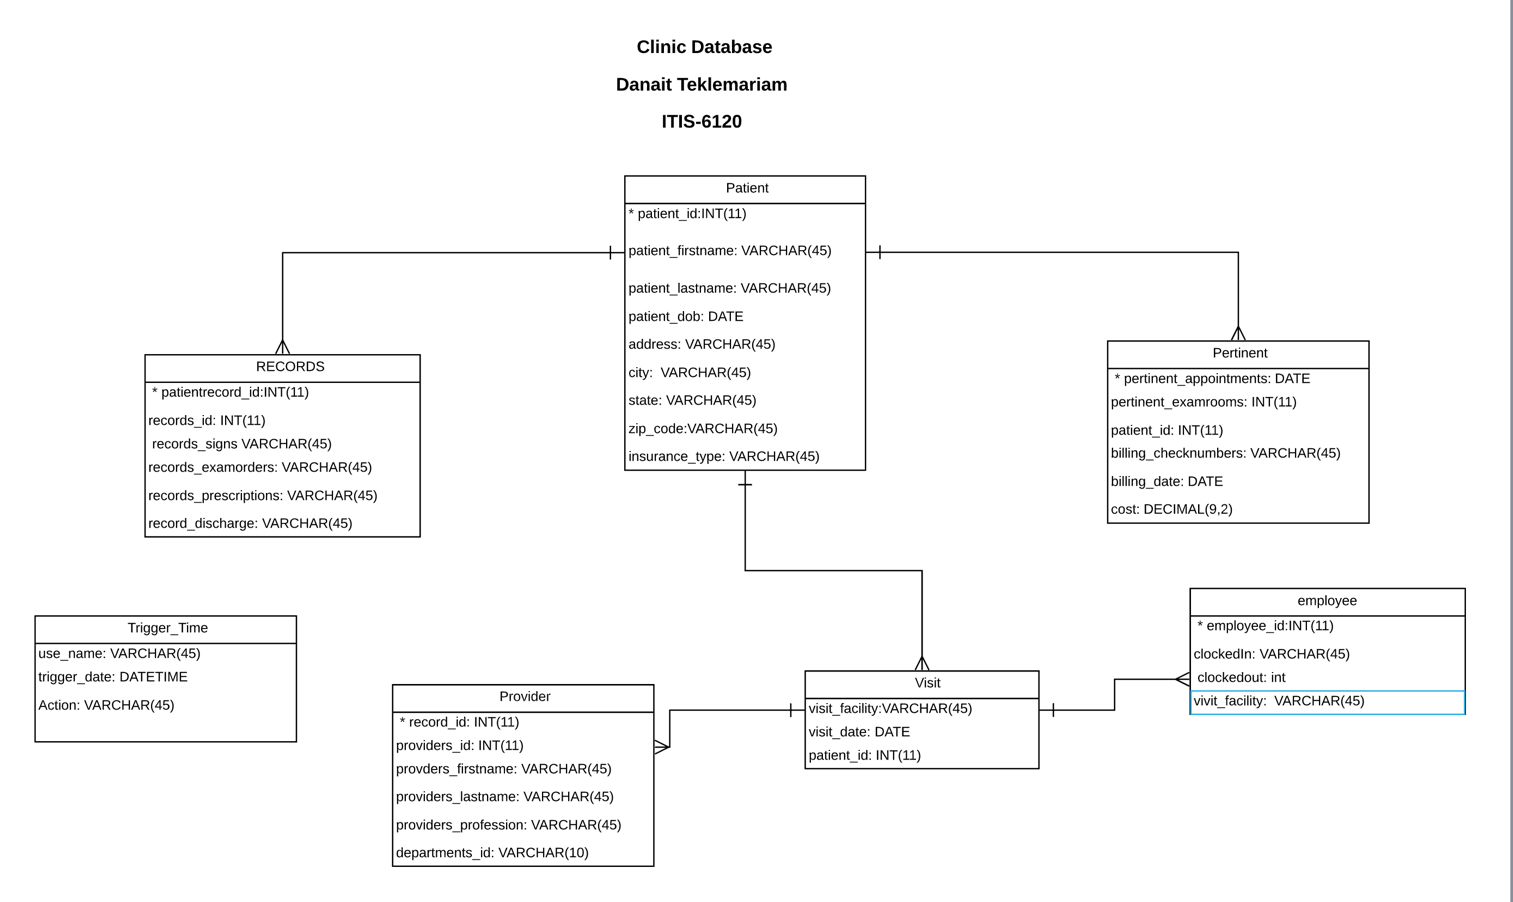 Clinic Database
Danait Teklemariam
ITIS-6120
Patient
* patient_id:INT(11)
patient_firstname: VARCHAR(45)
patient_lastname: VARCHAR(45)
patient_dob: DATE
address: VARCHAR(45)
city:  VARCHAR(45)
state: VARCHAR(45)
zip_code:VARCHAR(45)
insurance_type: VARCHAR(45)
RECORDS
* patientrecord_id:INT(11)
records_id: INT(11)
records_signs VARCHAR(45)
records_examorders: VARCHAR(45)
records_prescriptions: VARCHAR(45)
record_discharge: VARCHAR(45)
Pertinent
* pertinent_appointments: DATE
pertinent_examrooms: INT(11)
patient_id: INT(11)
billing_checknumbers: VARCHAR(45)
billing_date: DATE
cost: DECIMAL(9,2)
Trigger_Time
use_name: VARCHAR(45)
trigger_date: DATETIME
Action: VARCHAR(45)
Provider
* record_id: INT(11)
providers_id: INT(11)
provders_firstname: VARCHAR(45)
providers_lastname: VARCHAR(45)
providers_profession: VARCHAR(45)
departments_id: VARCHAR(10)
Visit
visit_facility:VARCHAR(45)
visit_date: DATE
patient_id: INT(11)
employee
* employee_id:INT(11)
clockedIn: VARCHAR(45)
clockedout: int
vivit_facility:  VARCHAR(45)